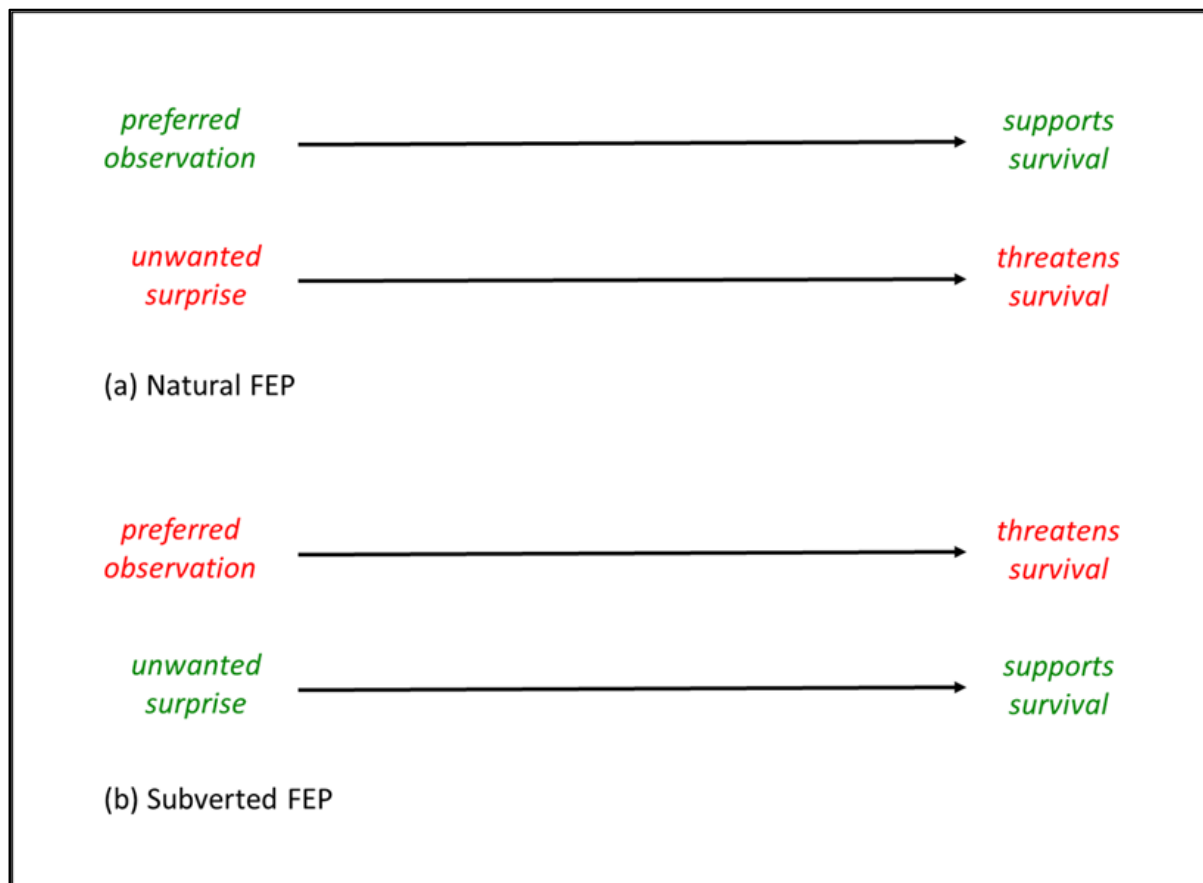 preferred
observation
supports
survival
unwanted
surprise
threatens
survival
(a) Natural FEP
preferred
observation
threatens
survival
unwanted
surprise
supports
survival
(b) Subverted FEP